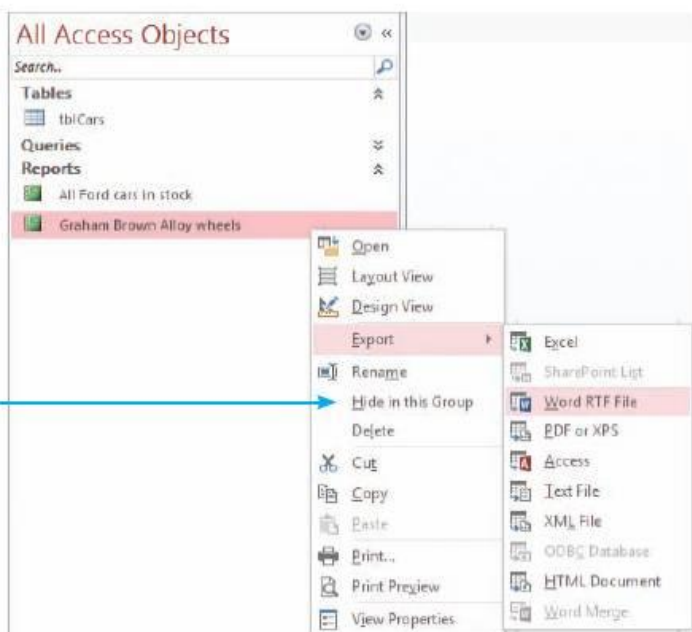 All Access Objects
Search..
Tables
tblCars
Queries
Reports
All Ford cars in stock
Graham Brown Alloy wheels
Open
Layout View
Design View
Export
Rename
Hide in this Group
Delete
Cut
Copy
Paste
Print...
Print Preview
View Properties
Excel
SharePoint List
Word RTF File
PDF or XPS
Access
Text File
XML File
ODBC Database
HTML Document
Word Merge